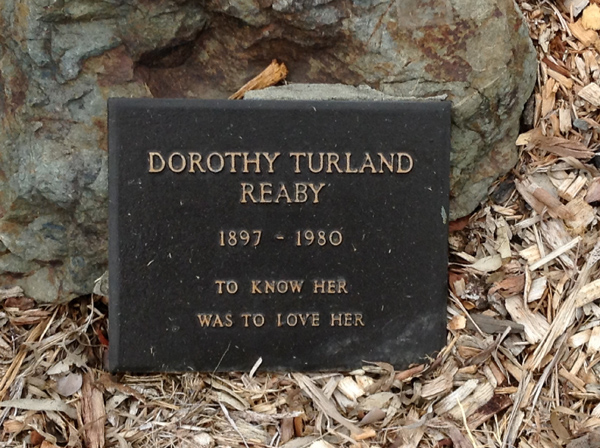 DOROTHY TURLAND
REABY
1897 - 1980
TO KNOW HER
WAS TO LOVE HER